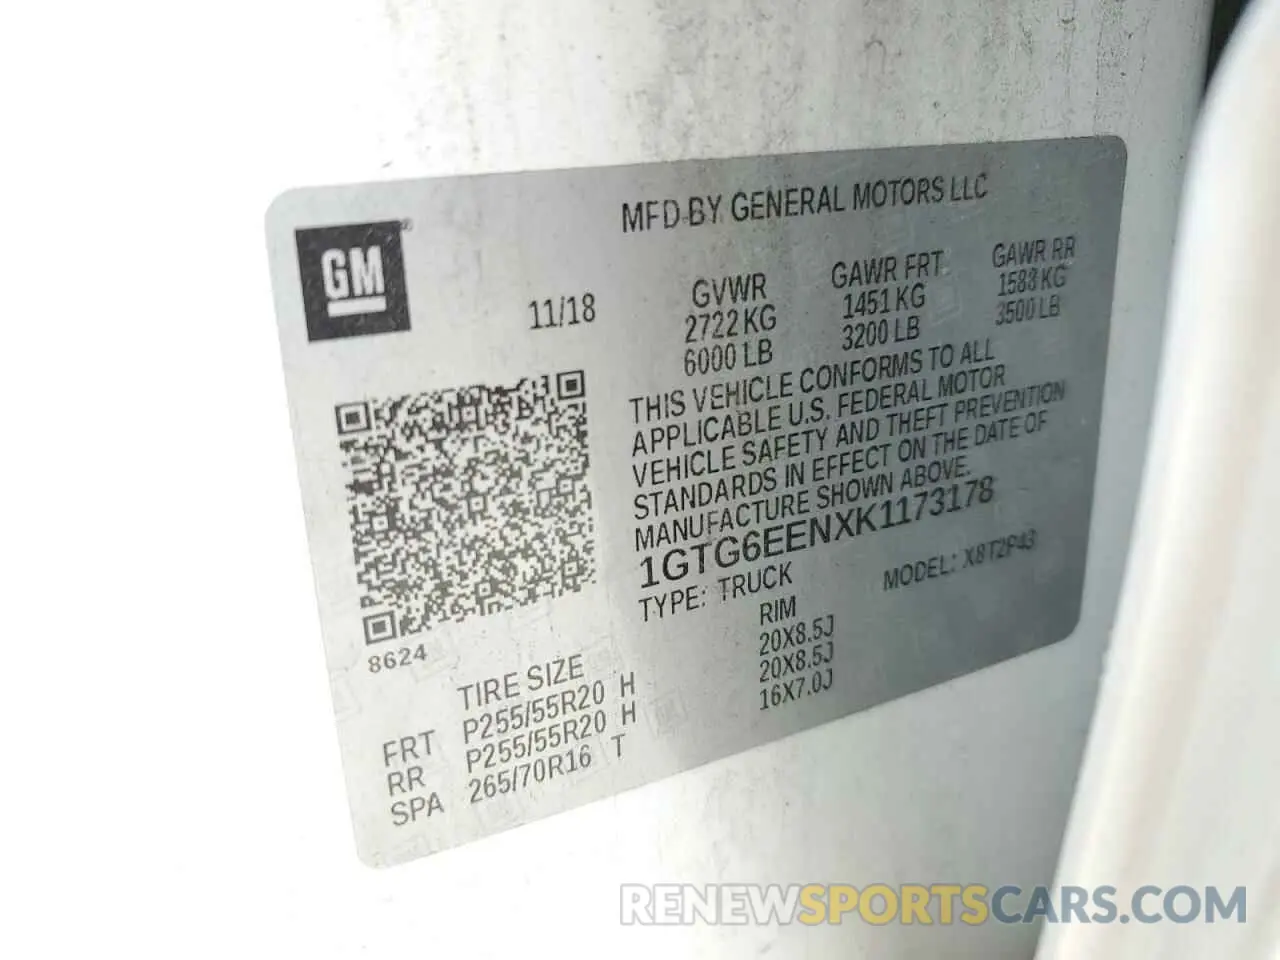 MFD BY GENERAL MOTORS LLC
GM
11/18
GVWR GAWR FRT GAWR RR
2722 KG 1451 KG 1588 KG
6000 LB 3200 LB 3500 LB
THIS VEHICLE CONFORMS TO ALL
APPLICABLE U.S. FEDERAL MOTOR
VEHICLE SAFETY AND THEFT PREVENTION
STANDARDS IN EFFECT ON THE DATE OF
MANUFACTURE SHOWN ABOVE.
1GTG6EENXK1173178
TYPE: TRUCK MODEL: X8T2P43
8624
TIRE SIZE RIM
FRT P255/55R20 H 20X8.5J
RR P255/55R20 H 20X8.5J
SPA 265/70R16 T 16X7.0J
RENEWSPORTSCARS.COM